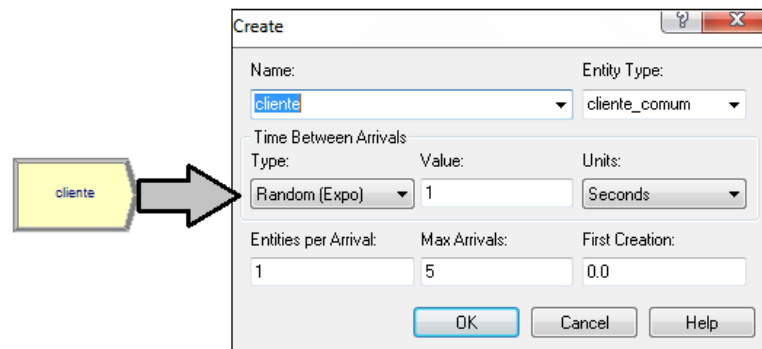 Create
Name: Entity Type:
cliente cliente_comum
Time Between Arrivals
Type: Value: Units:
cliente
Random (Expo) 1 Seconds
Entities per Arrival: Max Arrivals: First Creation:
1 5 0.0
OK Cancel Help